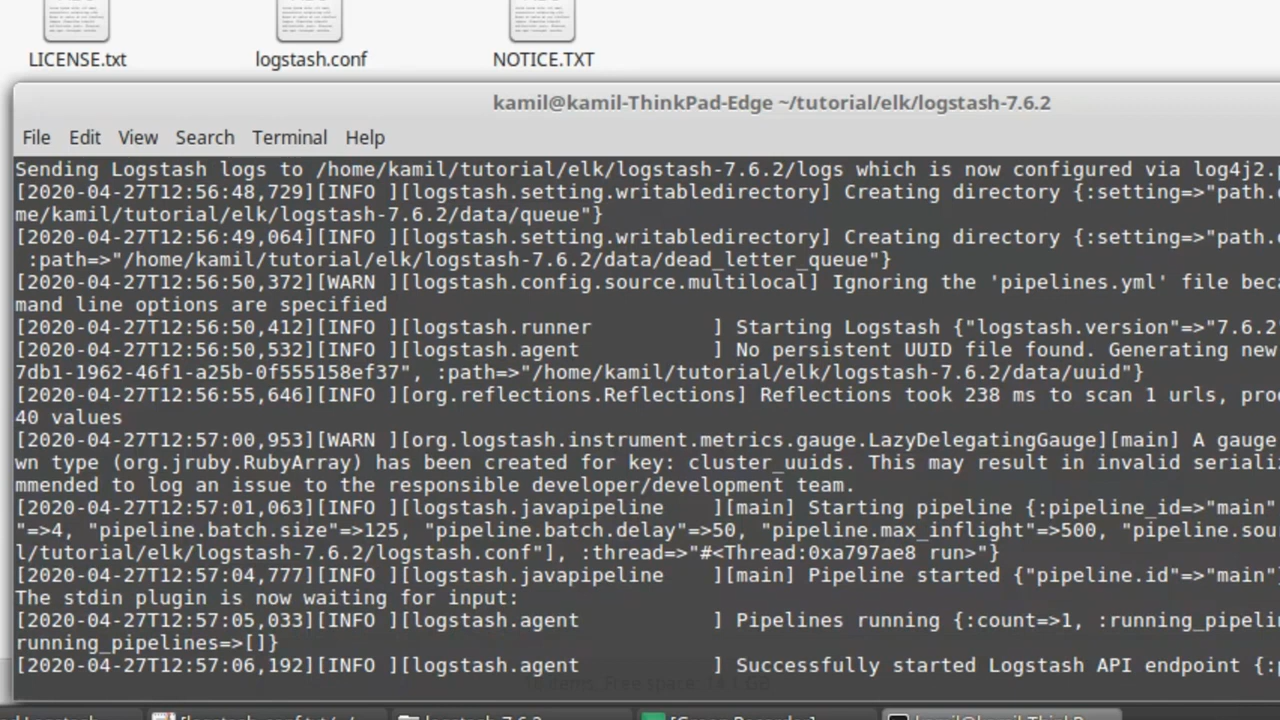 LICENSE.txt logstash.conf NOTICE.TXT
kamil@kamil-ThinkPad-Edge ~/tutorial/elk/logstash-7.6.2
File Edit View Search Terminal Help
Sending Logstash logs to /home/kamil/tutorial/elk/logstash-7.6.2/logs which is now configured via log4j2.p
[2020-04-27T12:56:48,729][INFO ][logstash.setting.writabledirectory] Creating directory {:setting=>"path.
me/kamil/tutorial/elk/logstash-7.6.2/data/queue"}
[2020-04-27T12:56:49,064][INFO ][logstash.setting.writabledirectory] Creating directory {:setting=>"path.
:path=>"/home/kamil/tutorial/elk/logstash-7.6.2/data/dead_letter_queue"}
[2020-04-27T12:56:50,372][WARN ][logstash.config.source.multilocal] Ignoring the 'pipelines.yml' file beca
mand line options are specified
[2020-04-27T12:56:50,412][INFO ][logstash.runner ] Starting Logstash {"logstash.version"=>"7.6.2
[2020-04-27T12:56:50,532][INFO ][logstash.agent ] No persistent UUID file found. Generating new
7db1-1962-46f1-a25b-0f555158ef37", :path=>"/home/kamil/tutorial/elk/logstash-7.6.2/data/uuid"}
[2020-04-27T12:56:55,646][INFO ][org.reflections.Reflections] Reflections took 238 ms to scan 1 urls, pro
40 values
[2020-04-27T12:57:00,953][WARN ][org.logstash.instrument.metrics.gauge.LazyDelegatingGauge][main] A gauge
wn type (org.jruby.RubyArray) has been created for key: cluster_uuids. This may result in invalid seriali
mmended to log an issue to the responsible developer/development team.
[2020-04-27T12:57:01,063][INFO ][logstash.javapipeline ][main] Starting pipeline {:pipeline_id=>"main"
"=>4, "pipeline.batch.size"=>125, "pipeline.batch.delay"=>50, "pipeline.max_inflight"=>500, "pipeline.sou
l/tutorial/elk/logstash-7.6.2/logstash.conf"], :thread=>"#<Thread:0xa797ae8 run>"}
[2020-04-27T12:57:04,777][INFO ][logstash.javapipeline ][main] Pipeline started {"pipeline.id"=>"main"
The stdin plugin is now waiting for input:
[2020-04-27T12:57:05,033][INFO ][logstash.agent ] Pipelines running {:count=>1, :running_pipeli
running_pipelines=>[]}
[2020-04-27T12:57:06,192][INFO ][logstash.agent ] Successfully started Logstash API endpoint {: